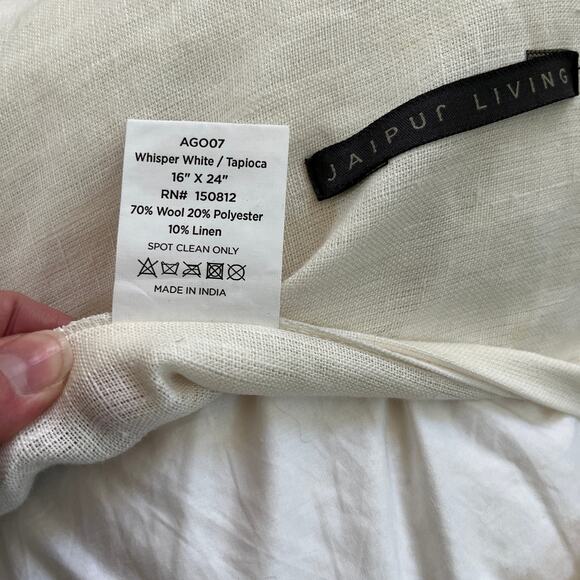 JAIPUR LIVING
AGO07
Whisper White / Tapioca
16" X 24"
RN# 150812
70% Wool 20% Polyester
10% Linen
SPOT CLEAN ONLY
MADE IN INDIA